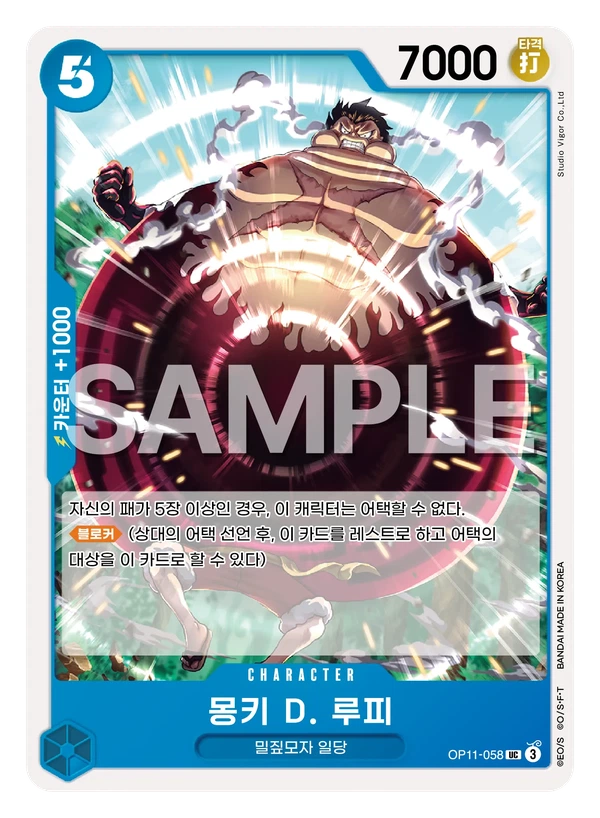 5
7000
타격
打
Studio Vigor Co.,Ltd
카운터 +1000
SAMPLE
자신의 패가 5장 이상인 경우, 이 캐릭터는 어택할 수 없다.
블로커 (상대의 어택 선언 후, 이 카드를 레스트로 하고 어택의
대상을 이 카드로 할 수 있다)
CHARACTER
몽키 D. 루피
밀짚모자 일당
OP11-058 UC 3
©EO/S ©O/S·F·T BANDAI MADE IN KOREA